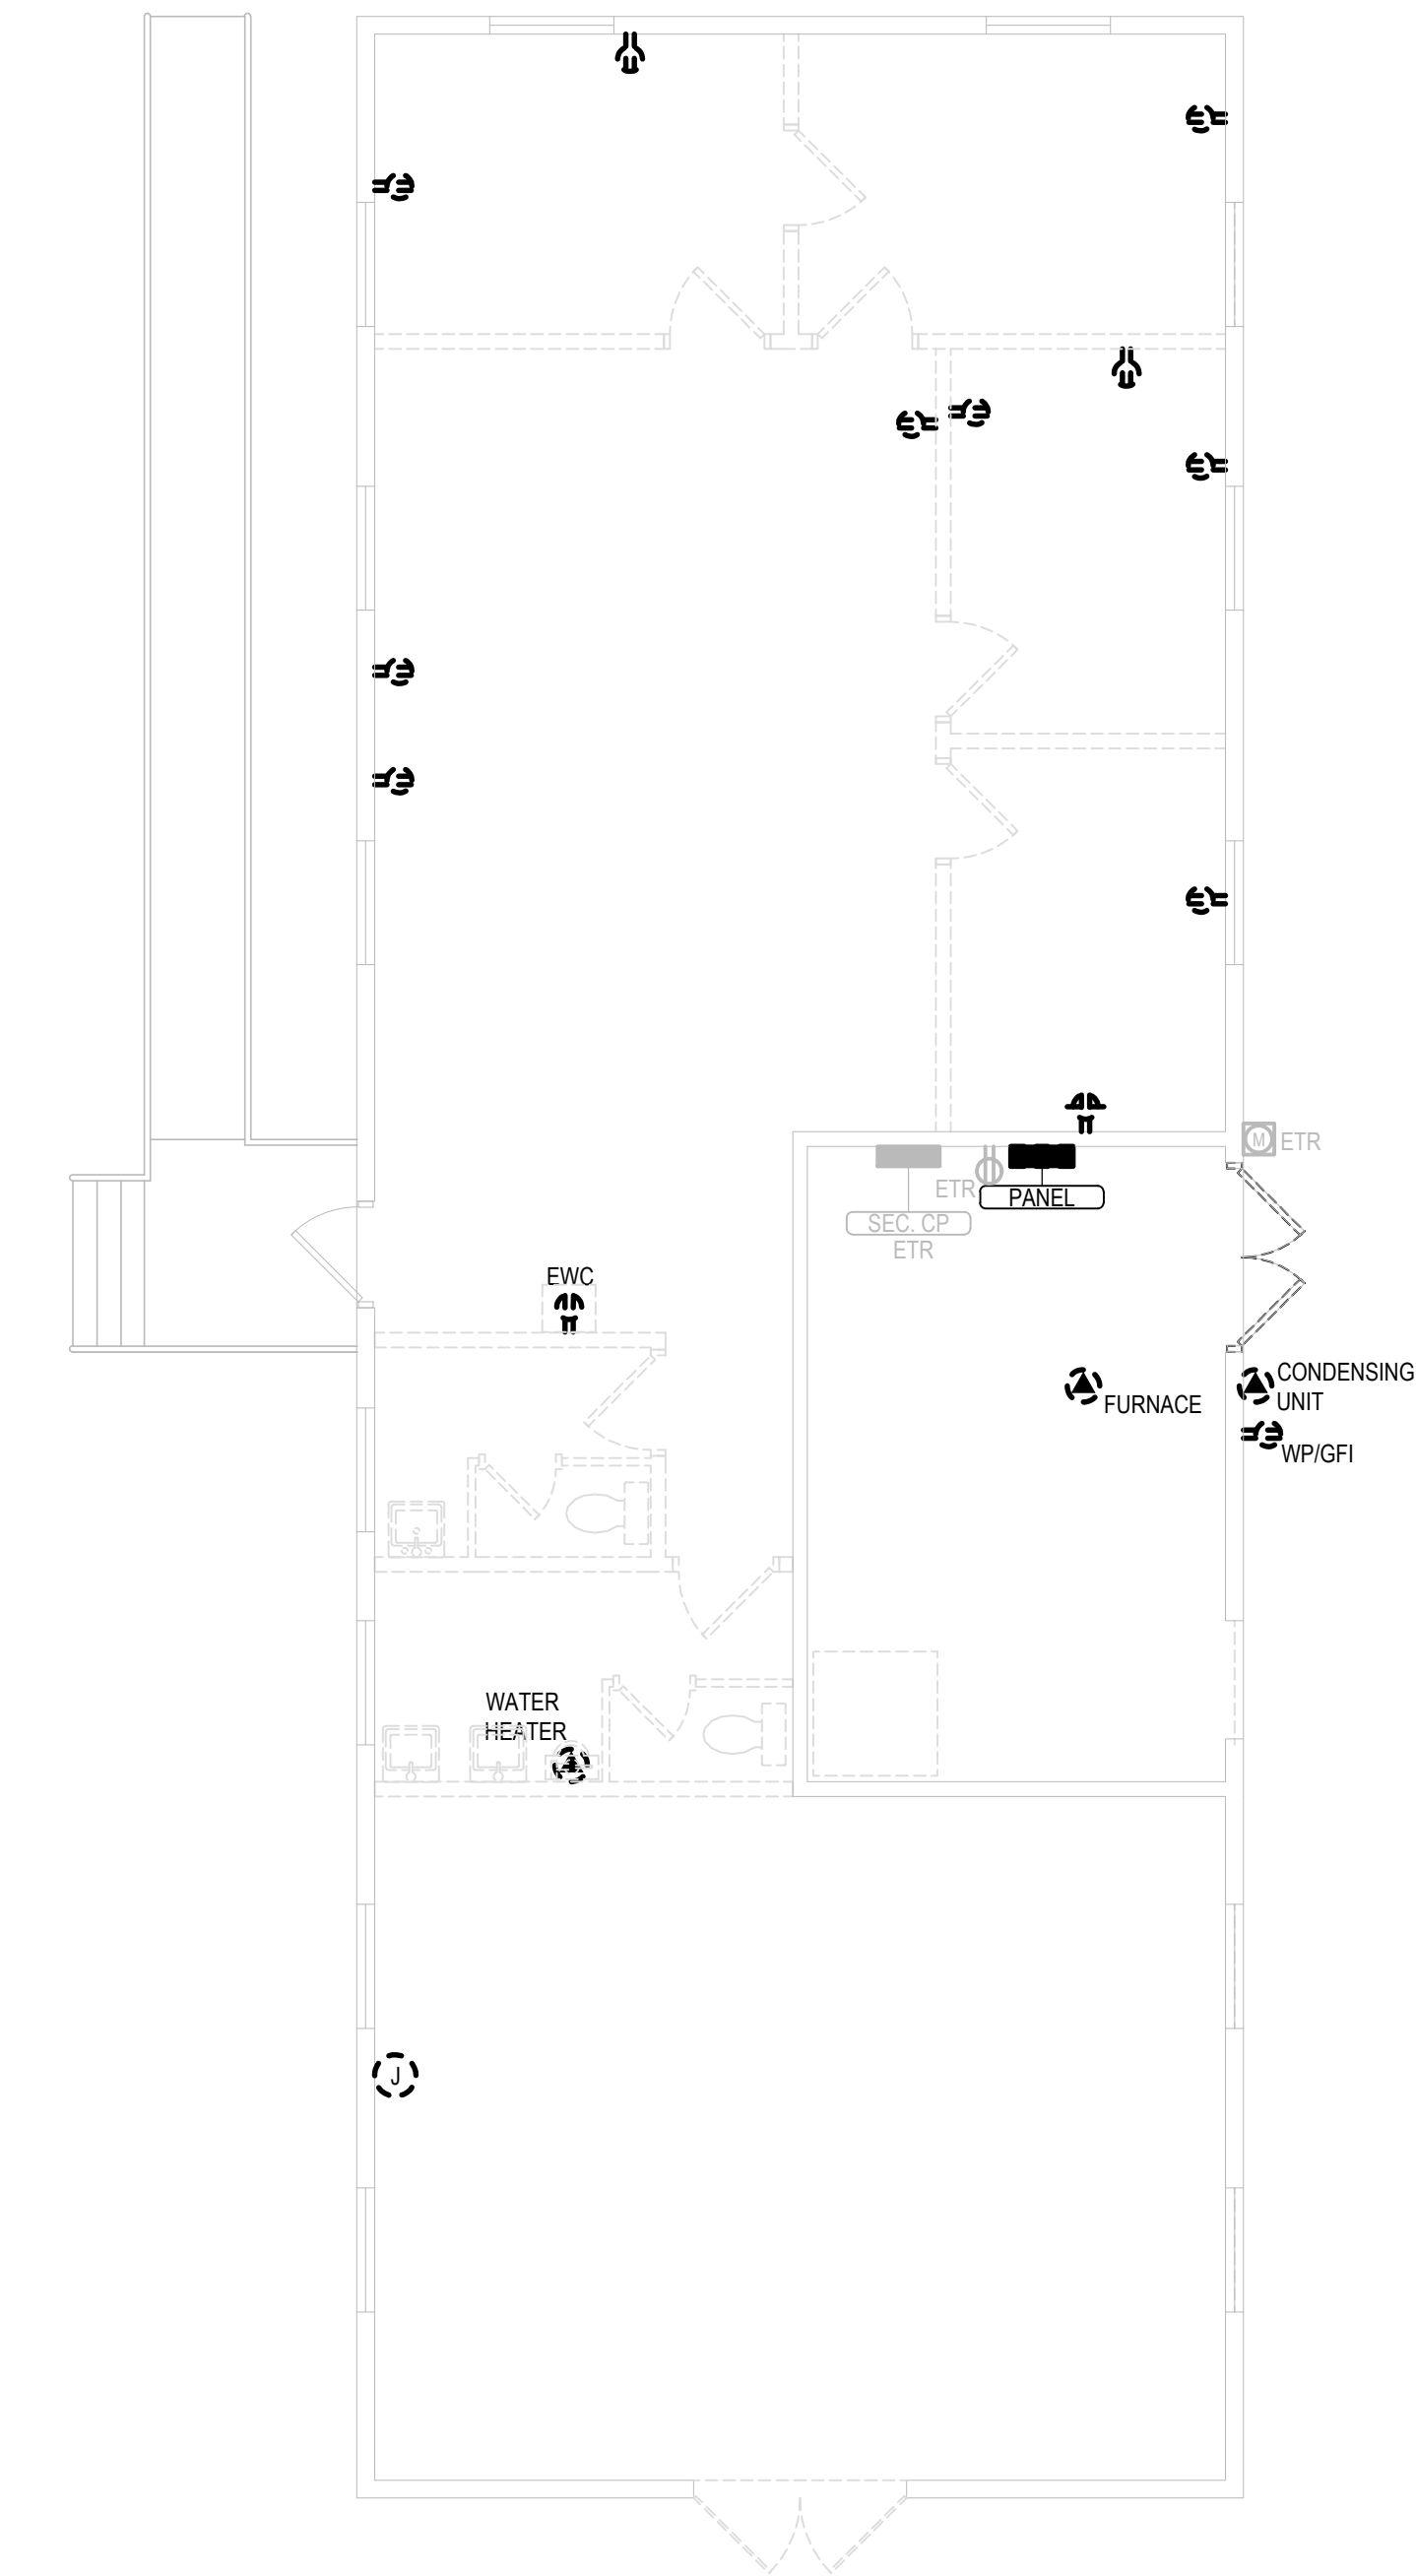 M
ETR
ETR
PANEL
SEC. CP
ETR
EWC
CONDENSING
UNIT
FURNACE
WP/GFI
WATER
HEATER
J